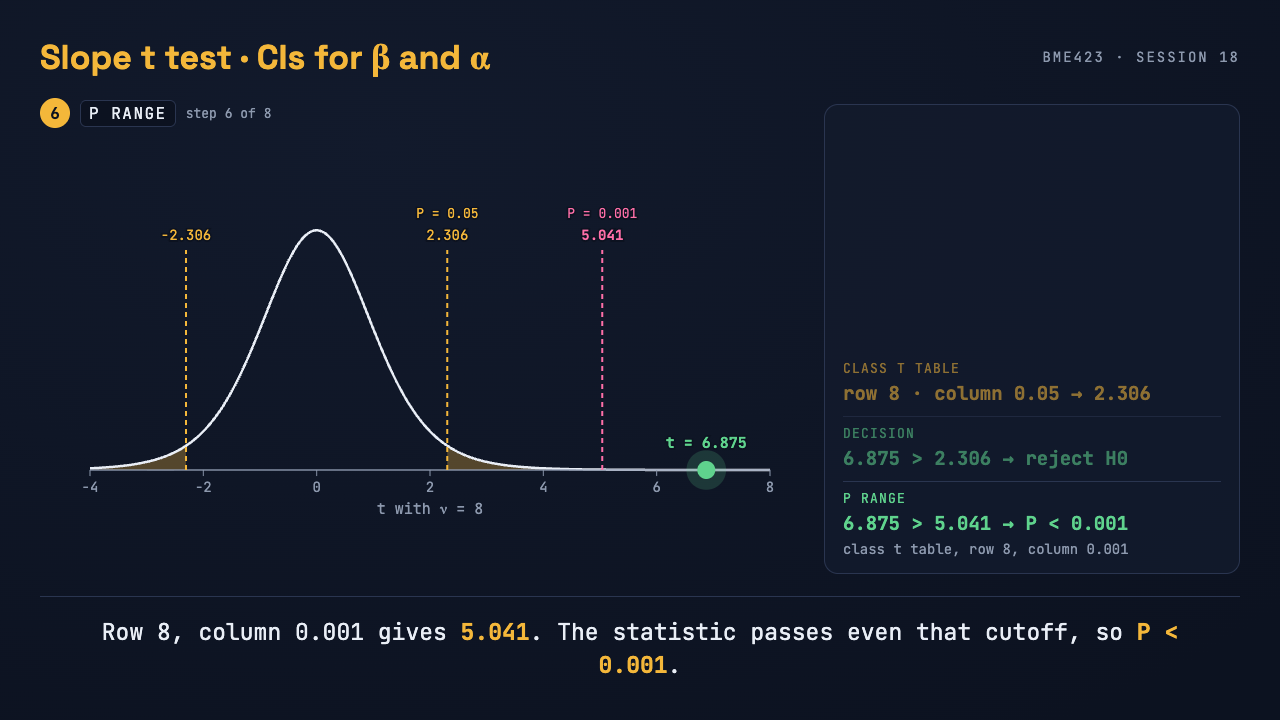 Slope t test · CIs for β and α
BME423 · SESSION 18
6 P RANGE step 6 of 8
P = 0.05
P = 0.001
-2.306
2.306
5.041
t = 6.875
-4 -2 0 2 4 6 8
t with ν = 8
CLASS T TABLE
row 8 · column 0.05 → 2.306
DECISION
6.875 > 2.306 → reject H0
P RANGE
6.875 > 5.041 → P < 0.001
class t table, row 8, column 0.001
Row 8, column 0.001 gives 5.041. The statistic passes even that cutoff, so P <
0.001.